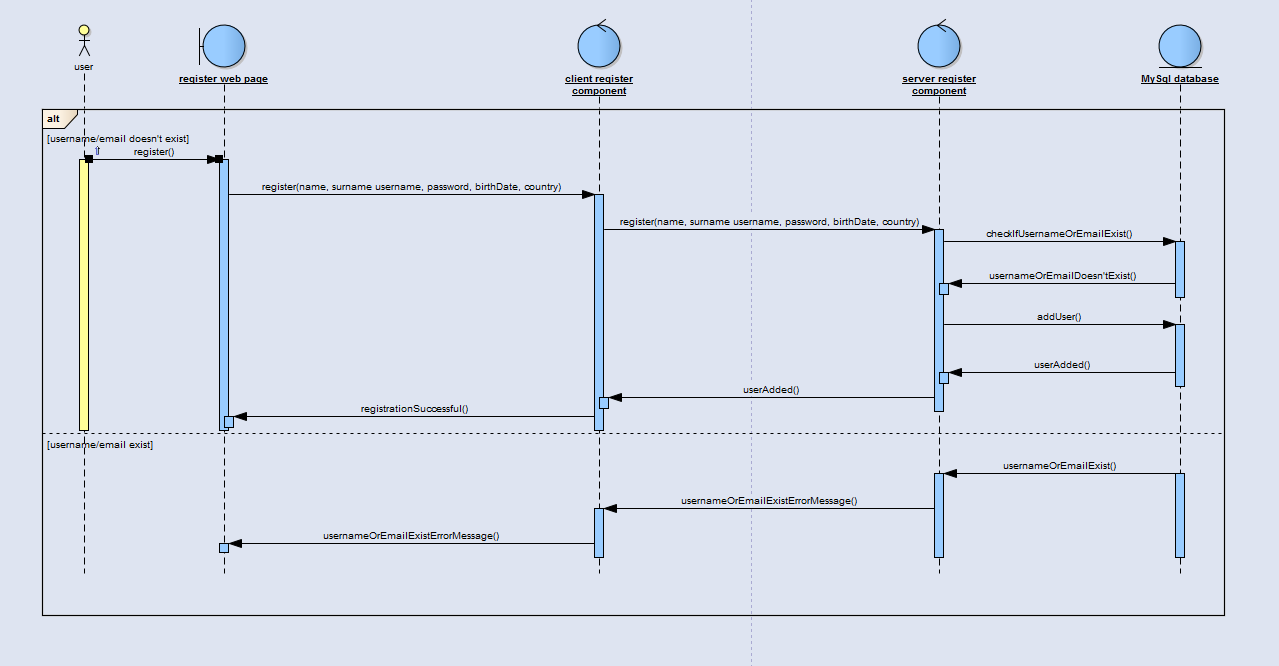 user
register web page
client register
component
server register
component
MySql database
alt
[username/email doesn't exist]
register()
register(name, surname username, password, birthDate, country)
register(name, surname username, password, birthDate, country)
checkIfUsernameOrEmailExist()
usernameOrEmailDoesn'tExist()
addUser()
userAdded()
userAdded()
registrationSuccessful()
[username/email exist]
usernameOrEmailExist()
usernameOrEmailExistErrorMessage()
usernameOrEmailExistErrorMessage()